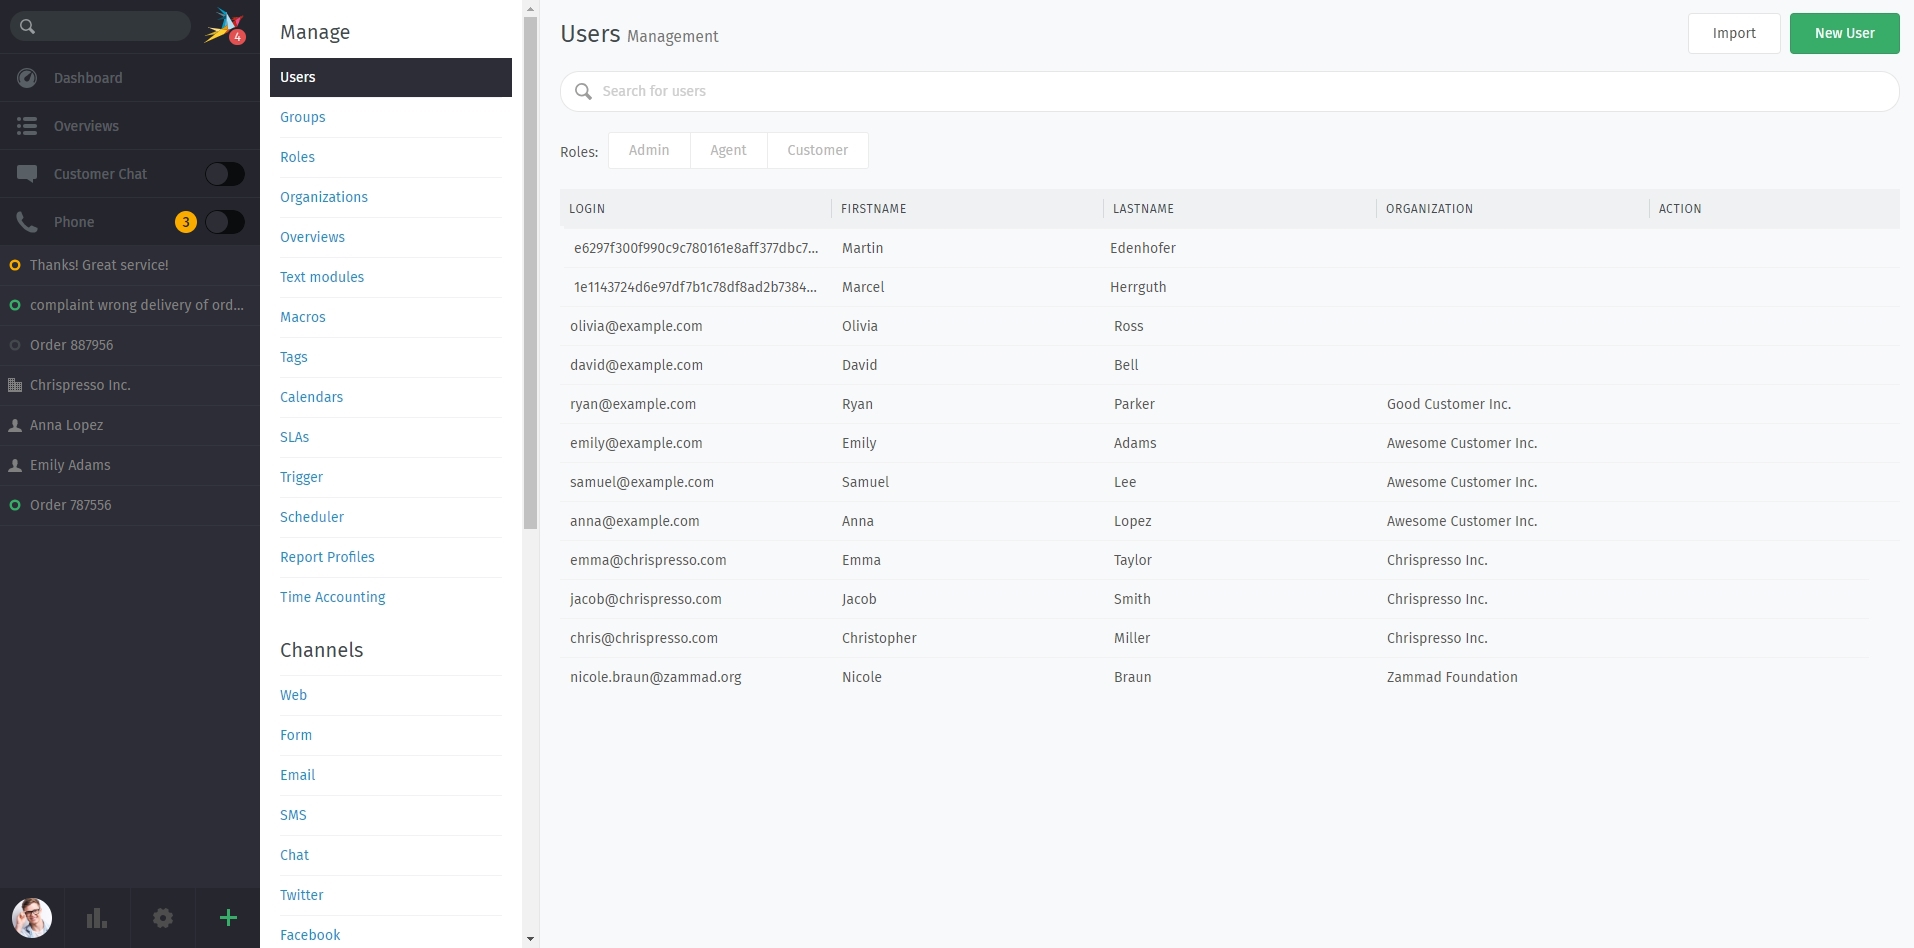 4
Dashboard
Overviews
Customer Chat
Phone 3
Thanks! Great service!
complaint wrong delivery of ord...
Order 887956
Chrispresso Inc.
Anna Lopez
Emily Adams
Order 787556
Manage
Users
Groups
Roles
Organizations
Overviews
Text modules
Macros
Tags
Calendars
SLAs
Trigger
Scheduler
Report Profiles
Time Accounting
Channels
Web
Form
Email
SMS
Chat
Twitter
Facebook
Users Management
Import New User
Search for users
Roles: Admin Agent Customer
LOGIN FIRSTNAME LASTNAME ORGANIZATION ACTION
e6297f300f990c9c780161e8aff377dbc7... Martin Edenhofer
1e1143724d6e97df7b1c78df8ad2b7384... Marcel Herrguth
olivia@example.com Olivia Ross
david@example.com David Bell
ryan@example.com Ryan Parker Good Customer Inc.
emily@example.com Emily Adams Awesome Customer Inc.
samuel@example.com Samuel Lee Awesome Customer Inc.
anna@example.com Anna Lopez Awesome Customer Inc.
emma@chrispresso.com Emma Taylor Chrispresso Inc.
jacob@chrispresso.com Jacob Smith Chrispresso Inc.
chris@chrispresso.com Christopher Miller Chrispresso Inc.
nicole.braun@zammad.org Nicole Braun Zammad Foundation